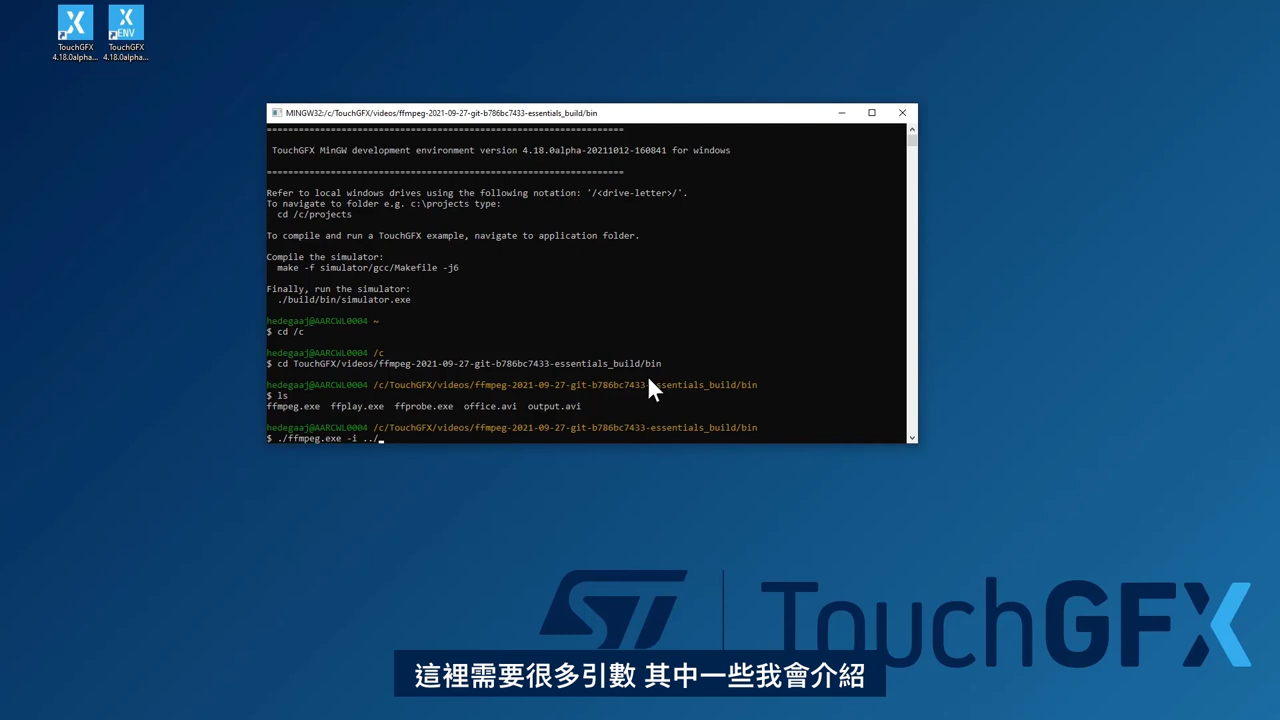 TouchGFX
4.18.0alpha...
TouchGFX
4.18.0alpha...
ENV
MINGW32:/c/TouchGFX/videos/ffmpeg-2021-09-27-git-b786bc7433-essentials_build/bin
==================================================================
TouchGFX MinGW development environment version 4.18.0alpha-20211012-160841 for windows
==================================================================
Refer to local windows drives using the following notation: '/<drive-letter>/'.
To navigate to folder e.g. c:\projects type:
cd /c/projects
To compile and run a TouchGFX example, navigate to application folder.
Compile the simulator:
make -f simulator/gcc/Makefile -j6
Finally, run the simulator:
./build/bin/simulator.exe
hedegaaj@AARCWL0004 ~
$ cd /c
hedegaaj@AARCWL0004 /c
$ cd TouchGFX/videos/ffmpeg-2021-09-27-git-b786bc7433-essentials_build/bin
hedegaaj@AARCWL0004 /c/TouchGFX/videos/ffmpeg-2021-09-27-git-b786bc7433-essentials_build/bin
$ ls
ffmpeg.exe ffplay.exe ffprobe.exe office.avi output.avi
hedegaaj@AARCWL0004 /c/TouchGFX/videos/ffmpeg-2021-09-27-git-b786bc7433-essentials_build/bin
$ ./ffmpeg.exe -i ../_
ST
TouchGFX
這裡需要很多引數 其中一些我會介紹